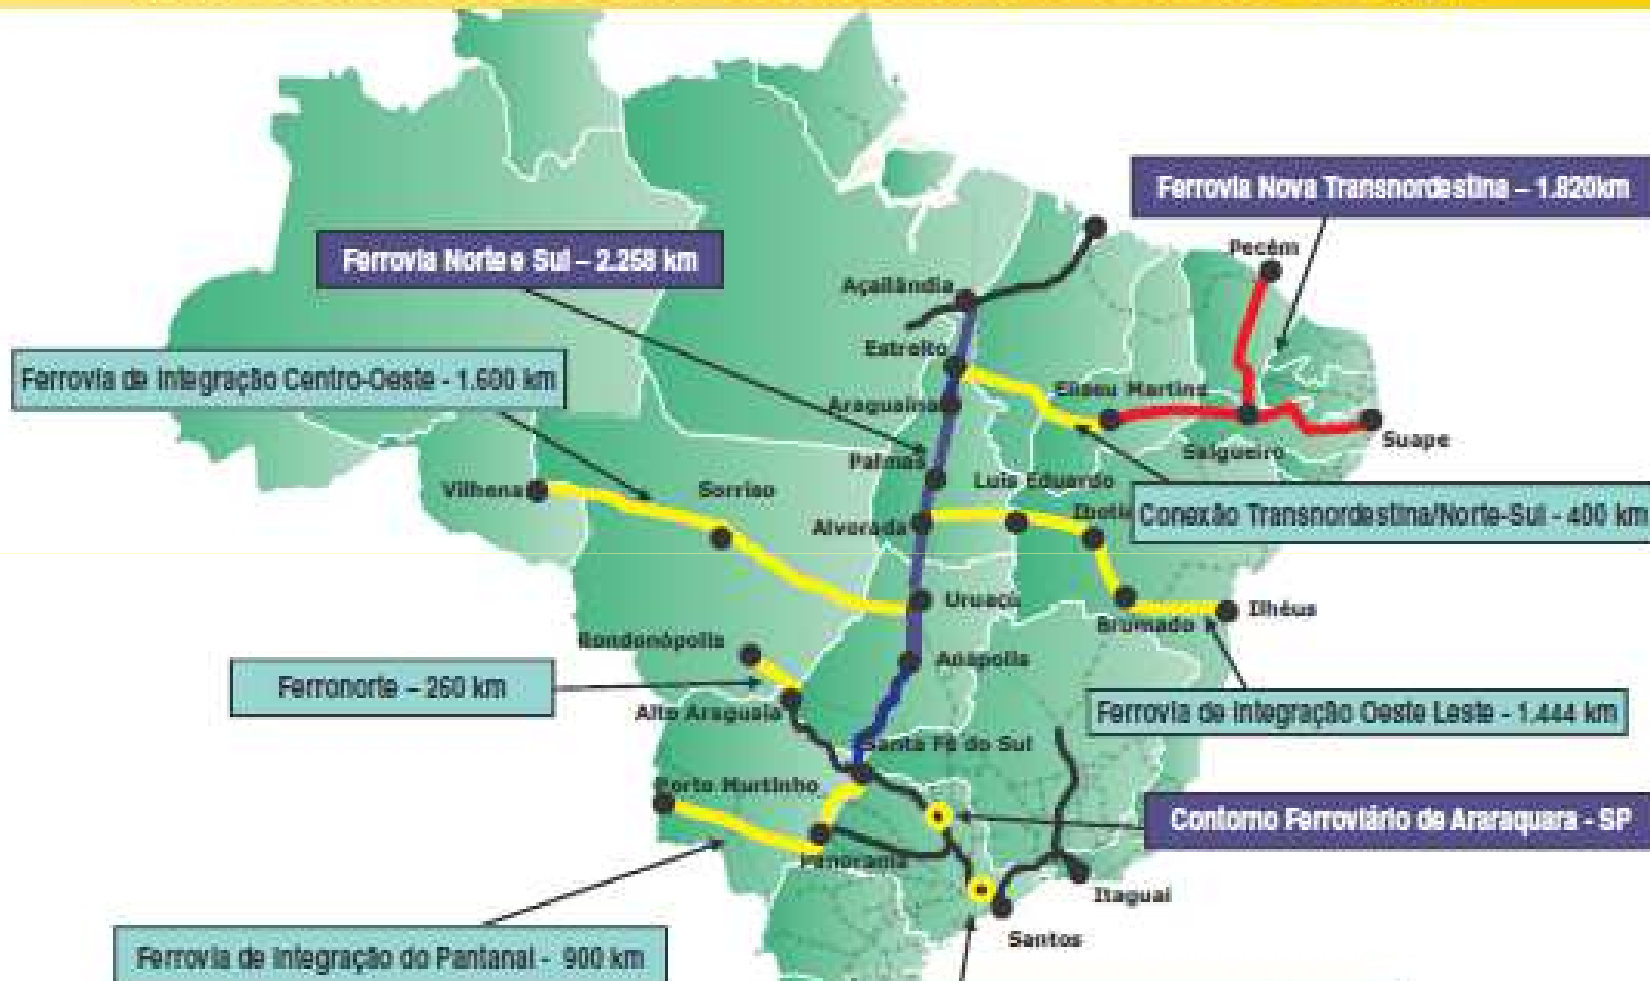 Ferrovia Nova Transnordestina – 1.820km
Pecém
Ferrovia Norte e Sul – 2.258 km
Açailândia
Estreito
Ferrovia de Integração Centro-Oeste - 1.600 km
Eliseu Martins
Araguaína
Suape
Salgueiro
Palmas
Luis Eduardo
Vilhena
Sorriso
Conexão Transnordestina/Norte-Sul - 400 km
Alvorada
Uruaçu
Ilhéus
Brumado
Rondonópolis
Anápolis
Ferronorte – 260 km
Alto Araguaia
Ferrovia de Integração Oeste Leste - 1.444 km
Santa Fé do Sul
Porto Murtinho
Contorno Ferroviário de Araraquara - SP
Panorama
Itaguaí
Santos
Ferrovia de Integração do Pantanal - 900 km